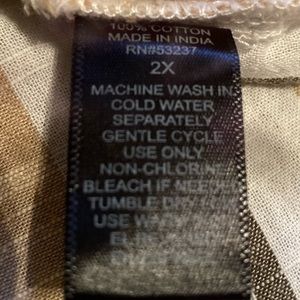 100% COTTON
MADE IN INDIA
RN#53237
2X
MACHINE WASH IN
COLD WATER
SEPARATELY
GENTLE CYCLE
USE ONLY
NON-CHLORINE
BLEACH IF NEEDED
TUMBLE DRY
USE